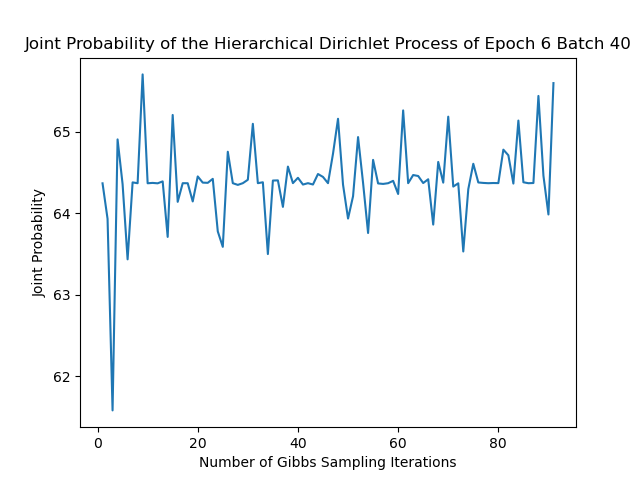 Joint Probability of the Hierarchical Dirichlet Process of Epoch 6 Batch 40
65
64
63
62
Joint Probability
0 20 40 60 80
Number of Gibbs Sampling Iterations